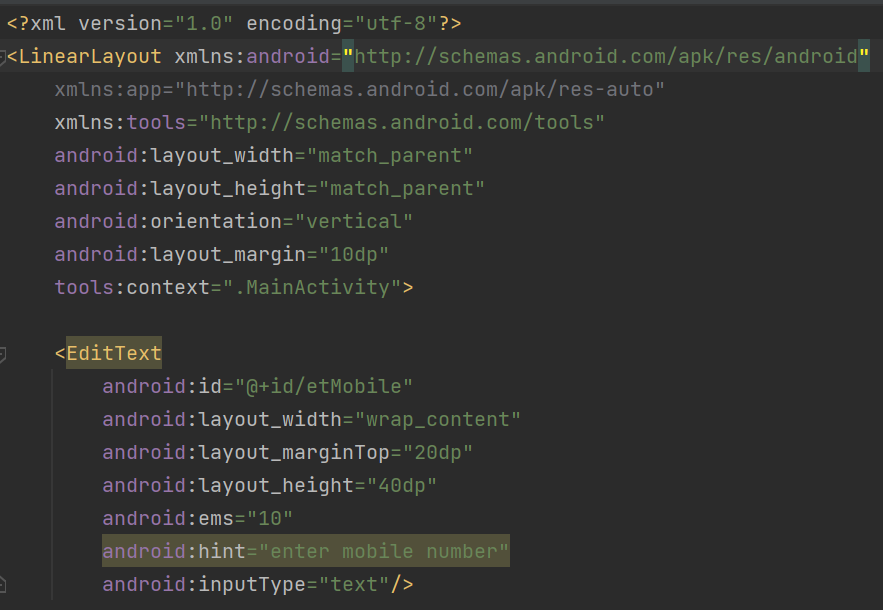 <?xml version="1.0" encoding="utf-8"?>
<LinearLayout xmlns:android="http://schemas.android.com/apk/res/android"
    xmlns:app="http://schemas.android.com/apk/res-auto"
    xmlns:tools="http://schemas.android.com/tools"
    android:layout_width="match_parent"
    android:layout_height="match_parent"
    android:orientation="vertical"
    android:layout_margin="10dp"
    tools:context=".MainActivity">
    <EditText
        android:id="@+id/etMobile"
        android:layout_width="wrap_content"
        android:layout_marginTop="20dp"
        android:layout_height="40dp"
        android:ems="10"
        android:hint="enter mobile number"
        android:inputType="text"/>